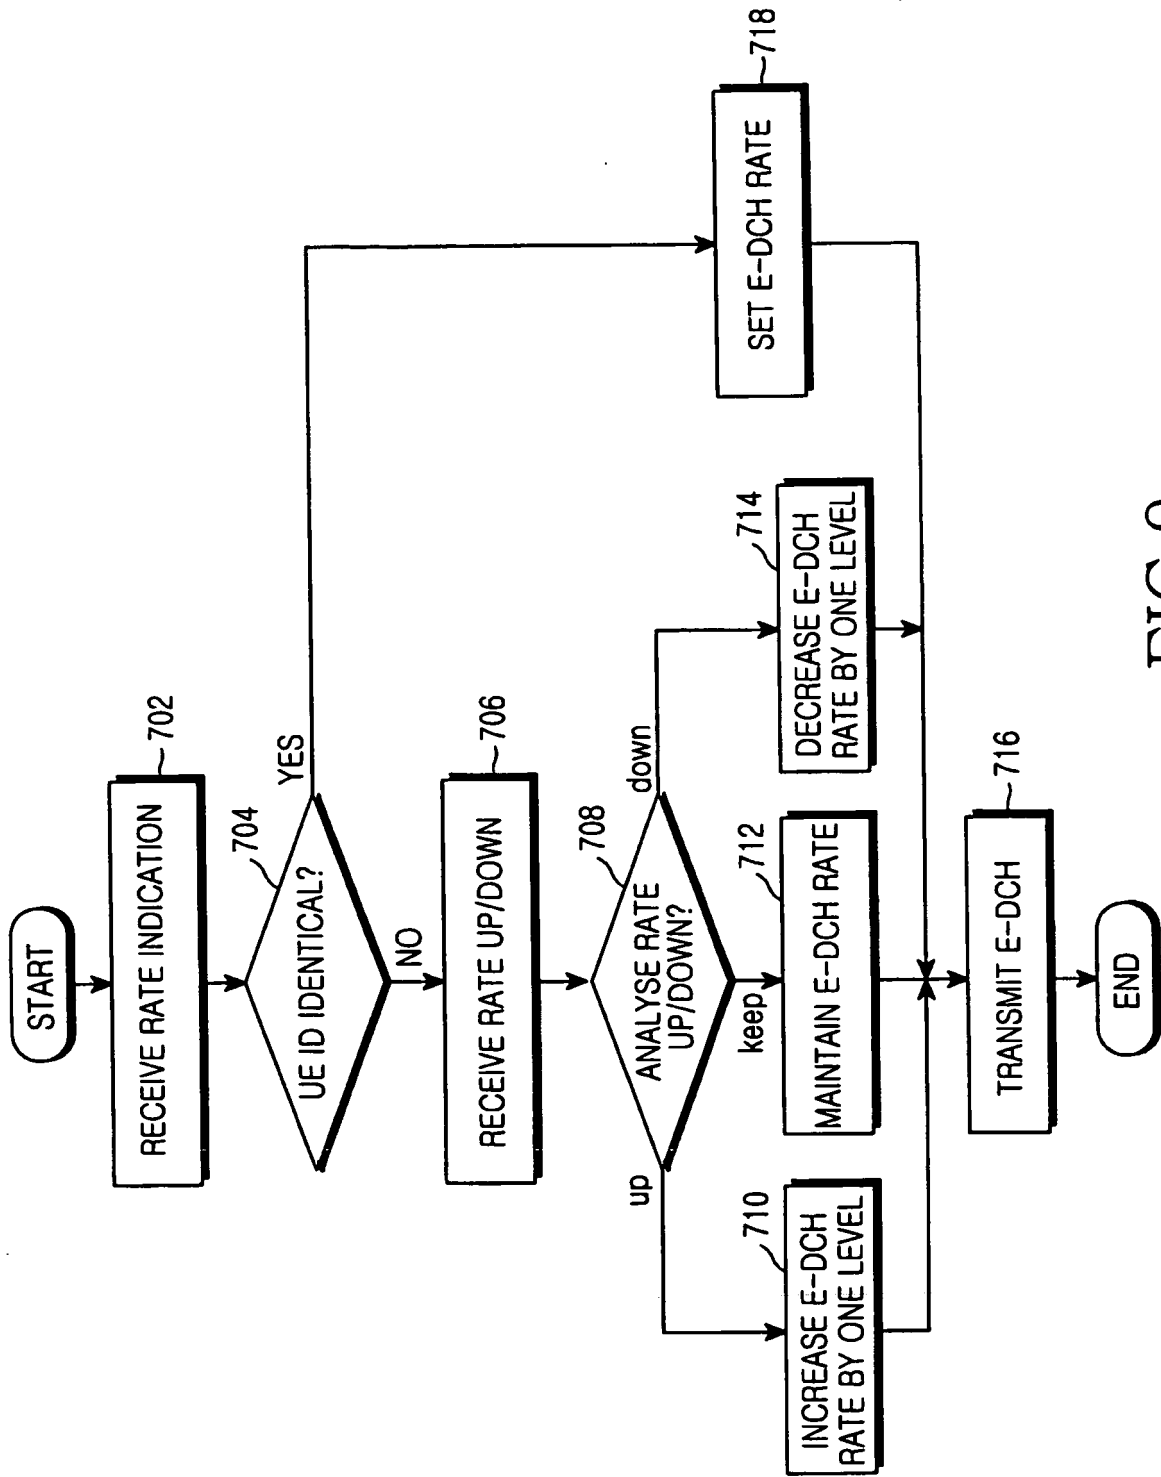 START
702
RECEIVE RATE INDICATION
704
UE ID IDENTICAL?
YES
NO
706
RECEIVE RATE UP/DOWN
708
ANALYSE RATE
UP/DOWN?
up
keep
down
710
INCREASE E-DCH
RATE BY ONE LEVEL
712
MAINTAIN E-DCH RATE
714
DECREASE E-DCH
RATE BY ONE LEVEL
718
SET E-DCH RATE
716
TRANSMIT E-DCH
END